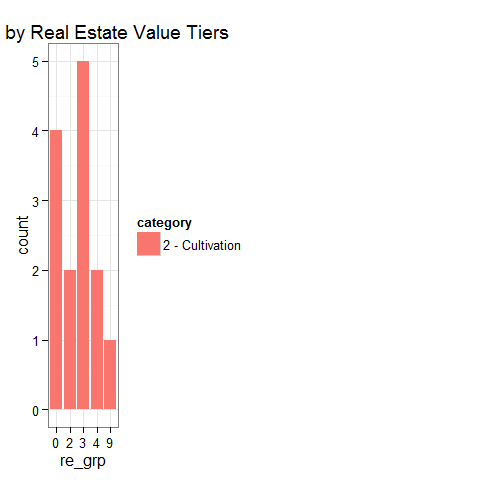 by Real Estate Value Tiers
5
4
3
2
1
0
count
0 2 3 4 9
re_grp
category
2 - Cultivation